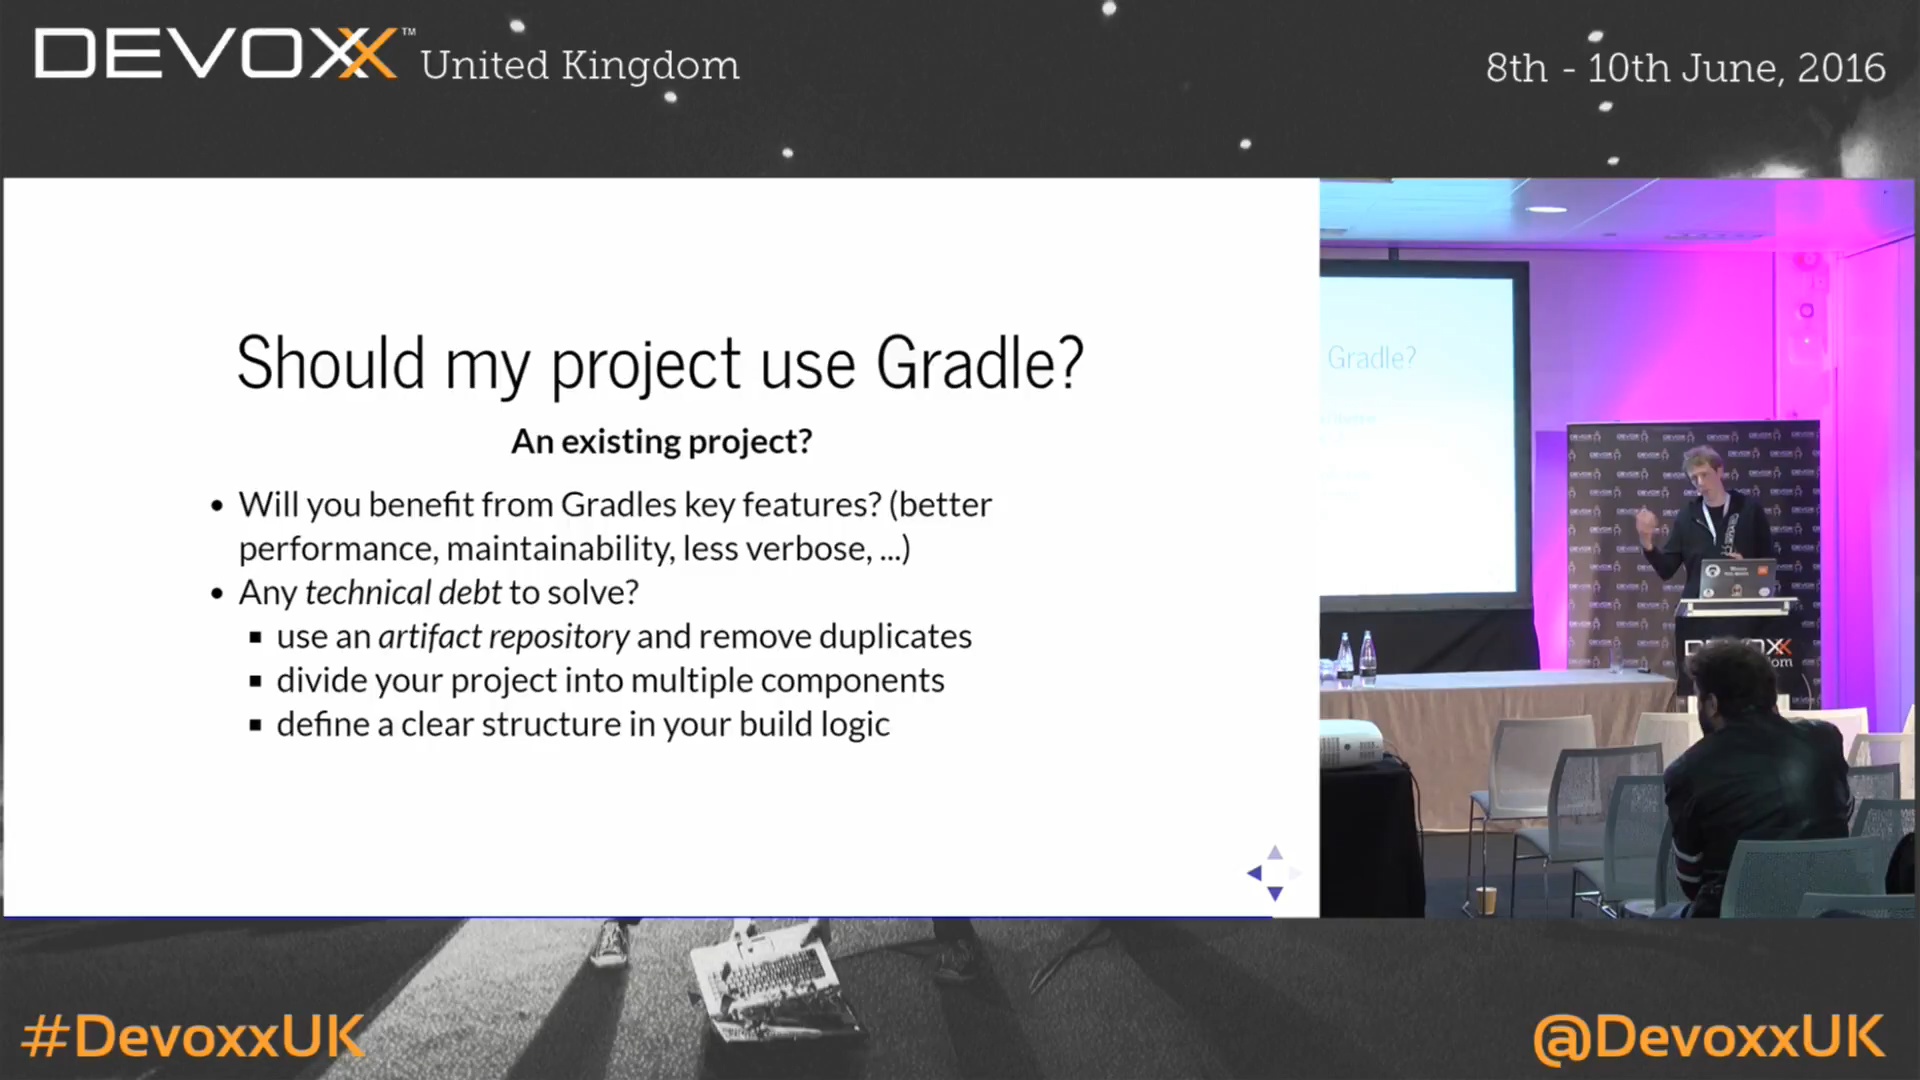 DEVOXX™ United Kingdom
8th - 10th June, 2016
Should my project use Gradle?
An existing project?
• Will you benefit from Gradles key features? (better
performance, maintainability, less verbose, ...)
• Any technical debt to solve?
▪ use an artifact repository and remove duplicates
▪ divide your project into multiple components
▪ define a clear structure in your build logic
Gradle?
DEVOXX
#DevoxxUK
@DevoxxUK